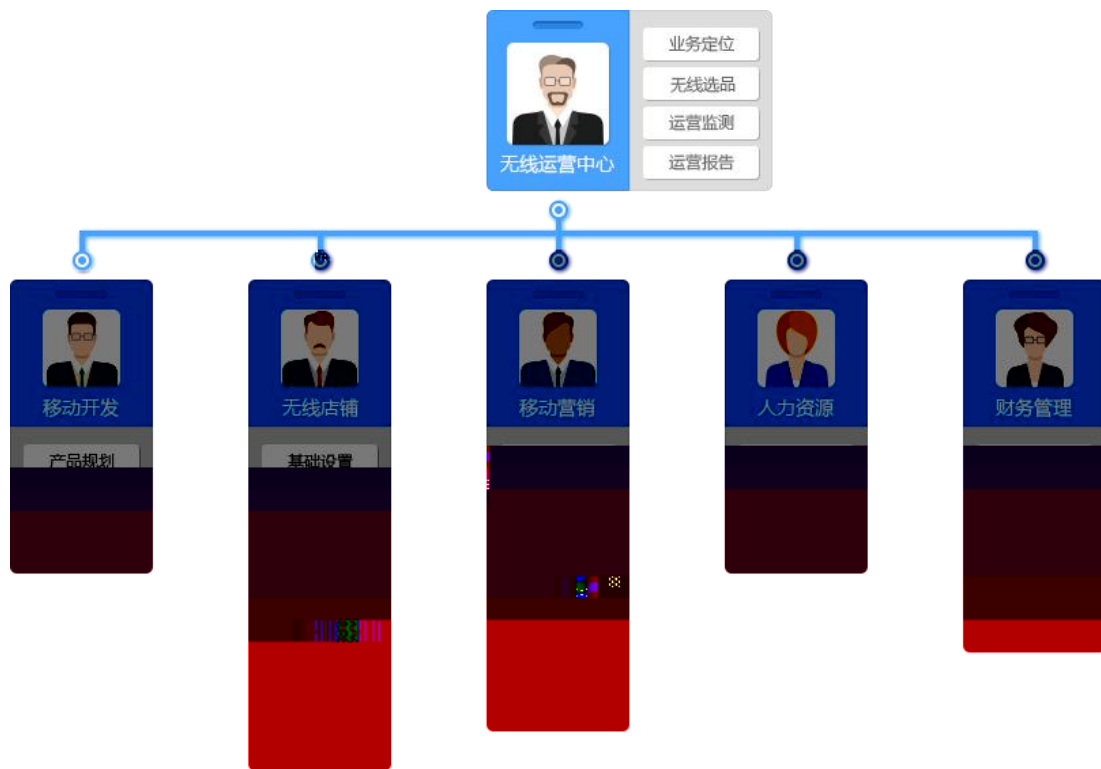 业务定位
无线选品
运营监测
运营报告
无线运营中心
移动开发
无线店铺
移动营销
人力资源
财务管理
产品规划
基础设置